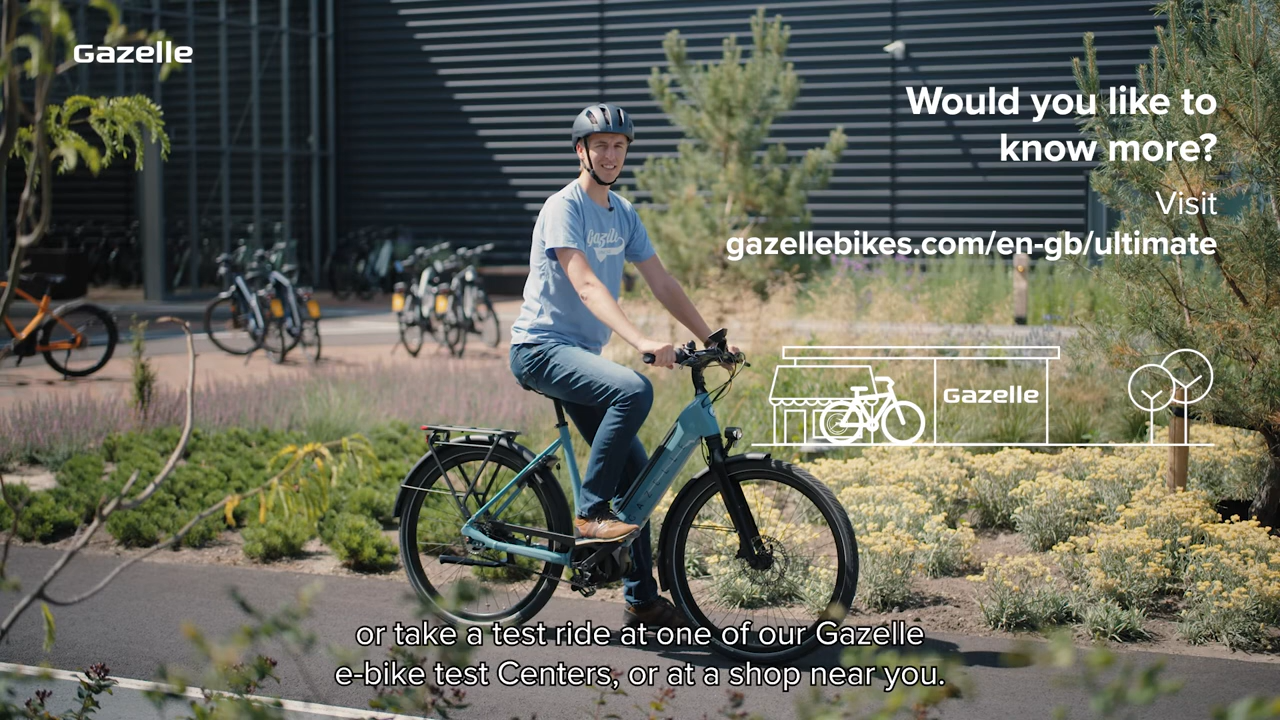 Gazelle
Would you like to
know more?
Visit
gazellebikes.com/en-gb/ultimate
Gazelle
Gazelle
or take a test ride at one of our Gazelle
e-bike test Centers, or at a shop near you.